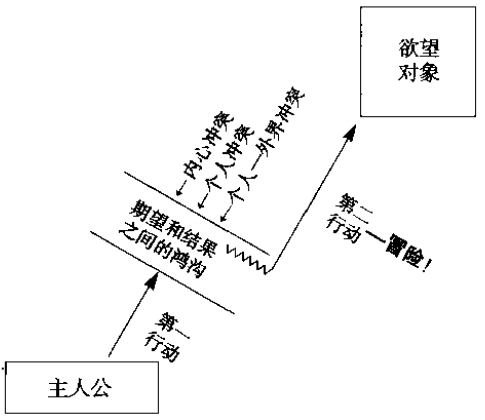 欲望
对象
←内心冲突
←个人冲突
←个人—外界冲突
期望和结果
之间的鸿沟
第二
行动—冒险!
第一
行动
主人公